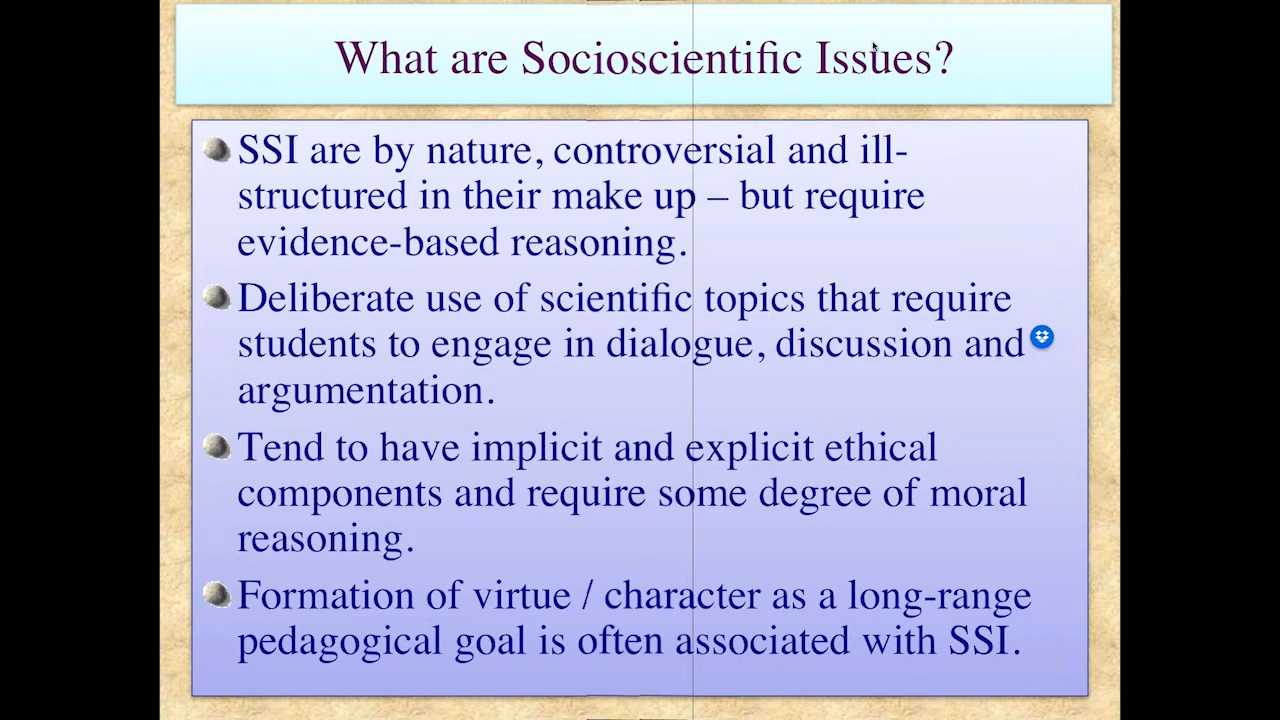 What are Socioscientific Issues?
SSI are by nature, controversial and ill-
structured in their make up – but require
evidence-based reasoning.
Deliberate use of scientific topics that require
students to engage in dialogue, discussion and
argumentation.
Tend to have implicit and explicit ethical
components and require some degree of moral
reasoning.
Formation of virtue / character as a long-range
pedagogical goal is often associated with SSI.